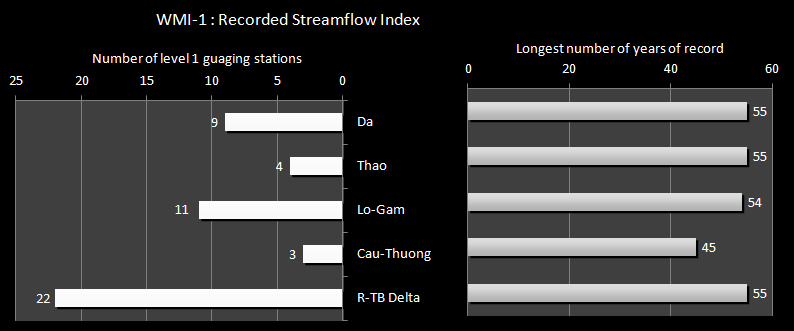 WMI-1 : Recorded Streamflow Index
Number of level 1 guaging stations
25 20 15 10 5 0
9 Da
4 Thao
11 Lo-Gam
3 Cau-Thuong
22 R-TB Delta
Longest number of years of record
0 20 40 60
55
55
54
45
55